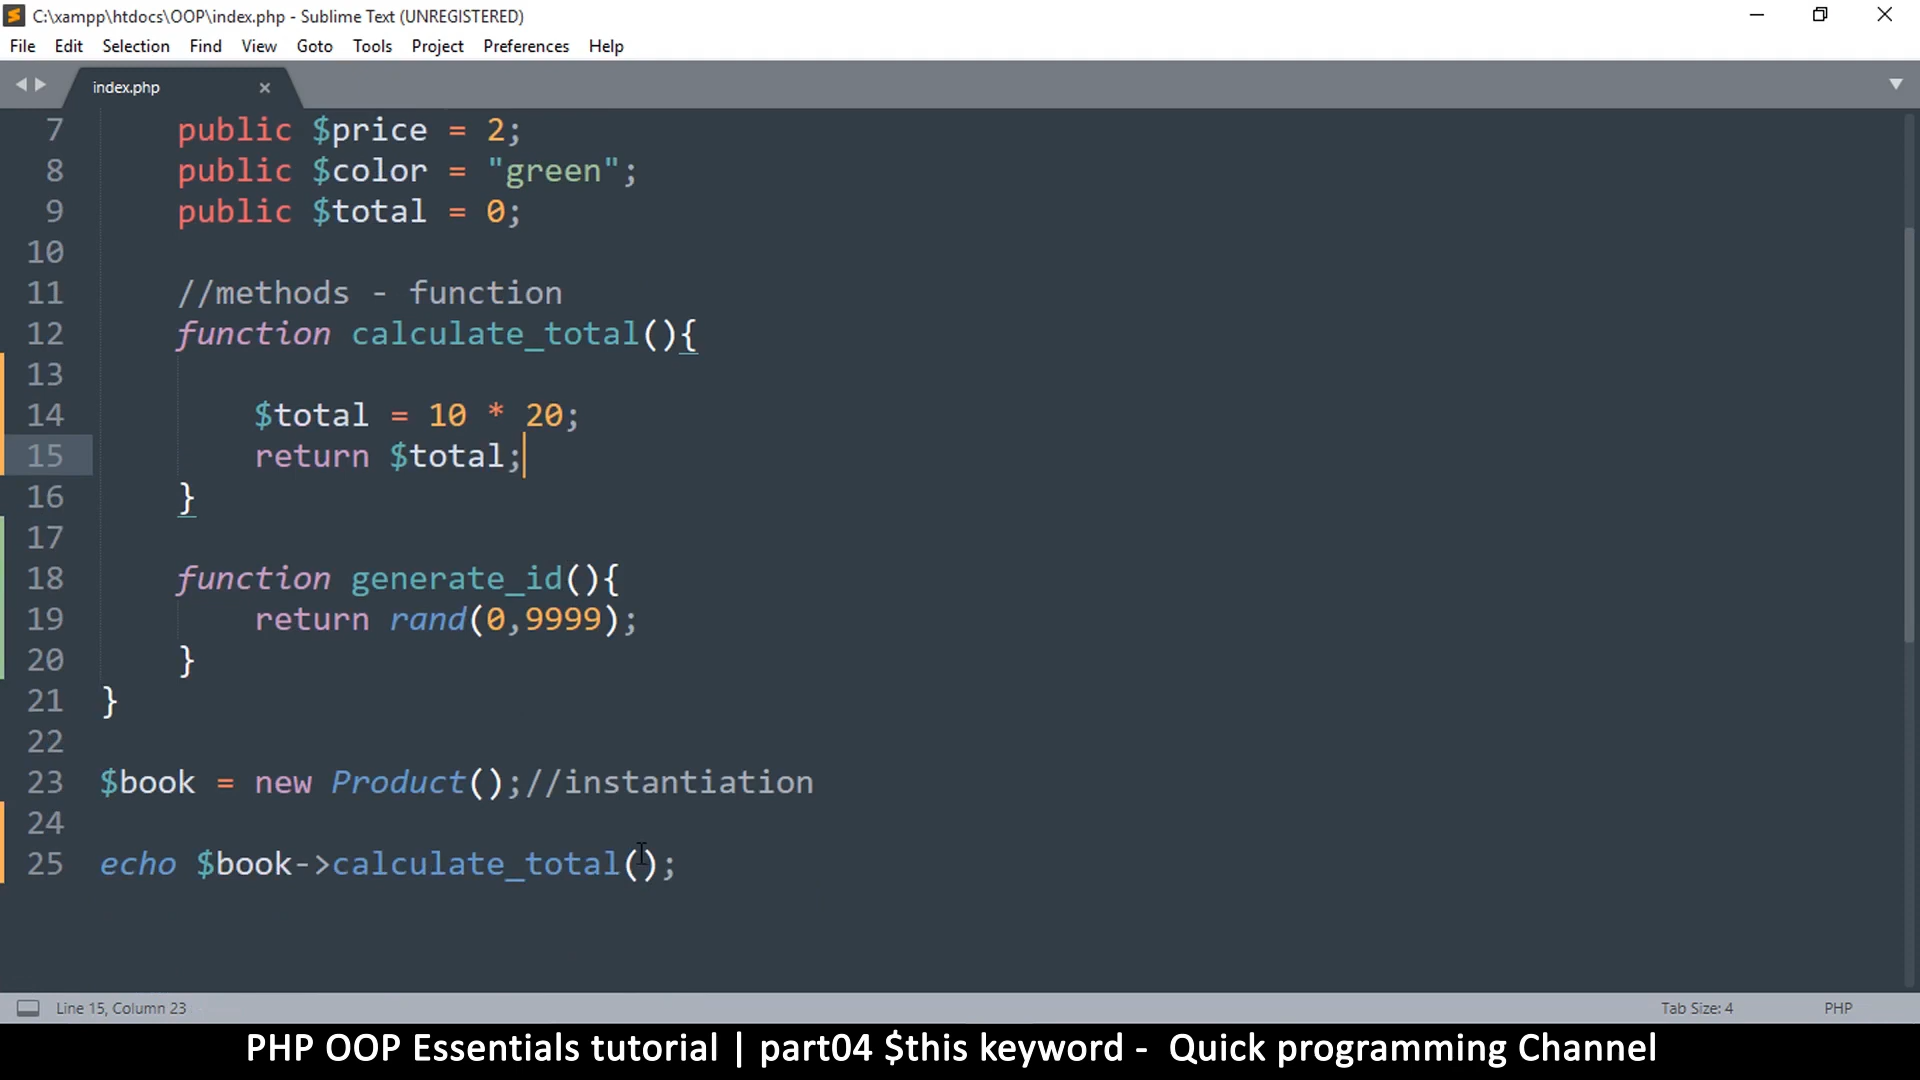 C:\xampp\htdocs\OOP\index.php - Sublime Text (UNREGISTERED)
File Edit Selection Find View Goto Tools Project Preferences Help
index.php
7 public $price = 2;
8 public $color = "green";
9 public $total = 0;
10
11 //methods - function
12 function calculate_total(){
13
14 $total = 10 * 20;
15 return $total;
16 }
17
18 function generate_id(){
19 return rand(0,9999);
20 }
21 }
22
23 $book = new Product();//instantiation
24
25 echo $book->calculate_total();
Line 15, Column 23 Tab Size: 4 PHP
PHP OOP Essentials tutorial | part04 $this keyword - Quick programming Channel